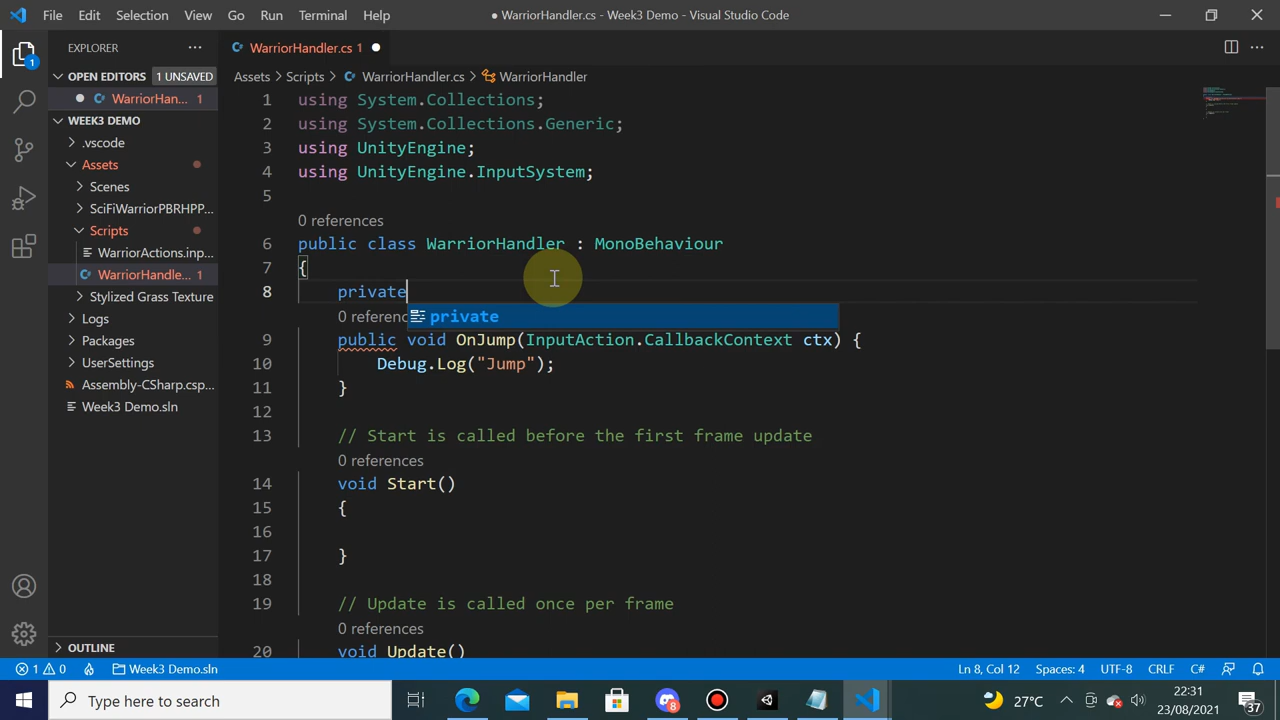 File Edit Selection View Go Run Terminal Help
● WarriorHandler.cs - Week3 Demo - Visual Studio Code
EXPLORER
OPEN EDITORS 1 UNSAVED
WarriorHan... 1
WEEK3 DEMO
.vscode
Assets
Scenes
SciFiWarriorPBRHPP...
Scripts
WarriorActions.inp...
WarriorHandle... 1
Stylized Grass Texture
Logs
Packages
UserSettings
Assembly-CSharp.csp...
Week3 Demo.sln
OUTLINE
1
WarriorHandler.cs 1
Assets > Scripts > WarriorHandler.cs > WarriorHandler
1 using System.Collections;
2 using System.Collections.Generic;
3 using UnityEngine;
4 using UnityEngine.InputSystem;
5
0 references
6 public class WarriorHandler : MonoBehaviour
7 {
8 private
private
0 referenc
9 public void OnJump(InputAction.CallbackContext ctx) {
10 Debug.Log("Jump");
11 }
12
13 // Start is called before the first frame update
0 references
14 void Start()
15 {
16
17 }
18
19 // Update is called once per frame
0 references
20 void Update()
1 0 Week3 Demo.sln
Ln 8, Col 12 Spaces: 4 UTF-8 CRLF C#
Type here to search
8
27°C
22:31
23/08/2021
37